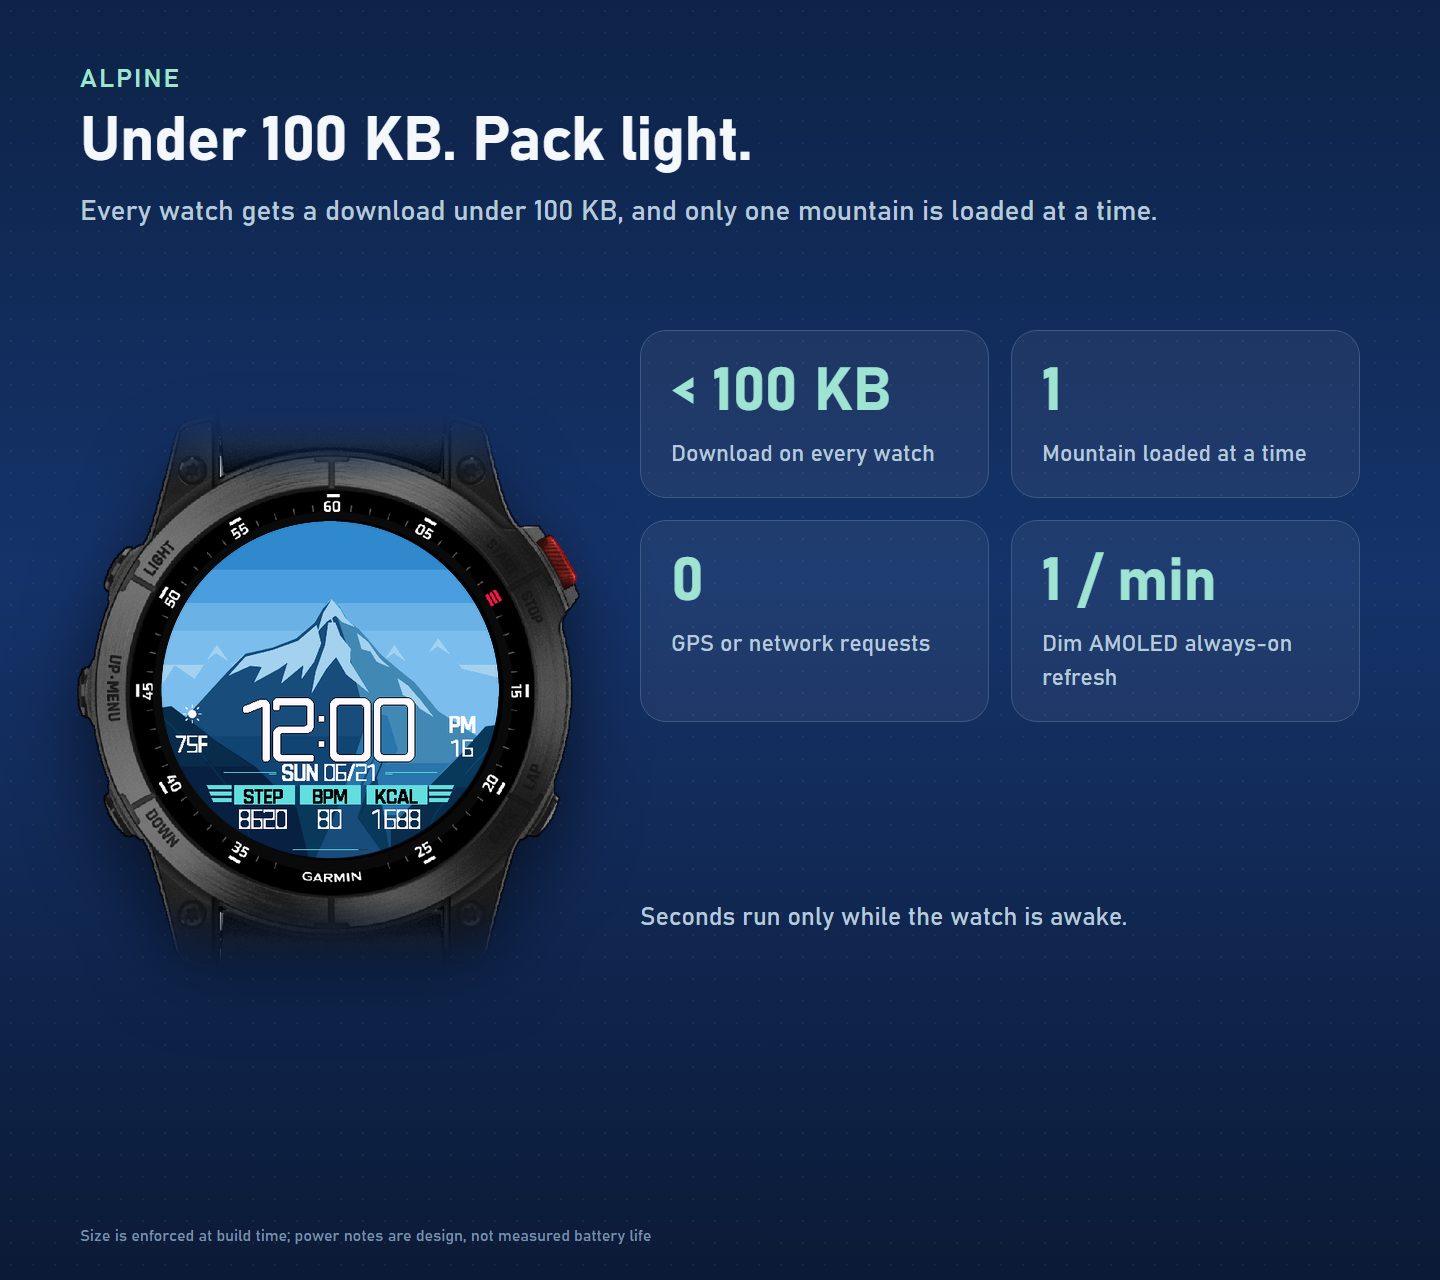 ALPINE
Under 100 KB. Pack light.
Every watch gets a download under 100 KB, and only one mountain is loaded at a time.
< 100 KB
Download on every watch
1
Mountain loaded at a time
0
GPS or network requests
1 / min
Dim AMOLED always-on
refresh
60
05
55
LIGHT
50
STOP
UP·MENU
45
15
12:00
PM
16
75F
SUN 06/21
STEP BPM KCAL
8620 80 1688
40
20
LAP
DOWN
35
25
GARMIN
Seconds run only while the watch is awake.
Size is enforced at build time; power notes are design, not measured battery life